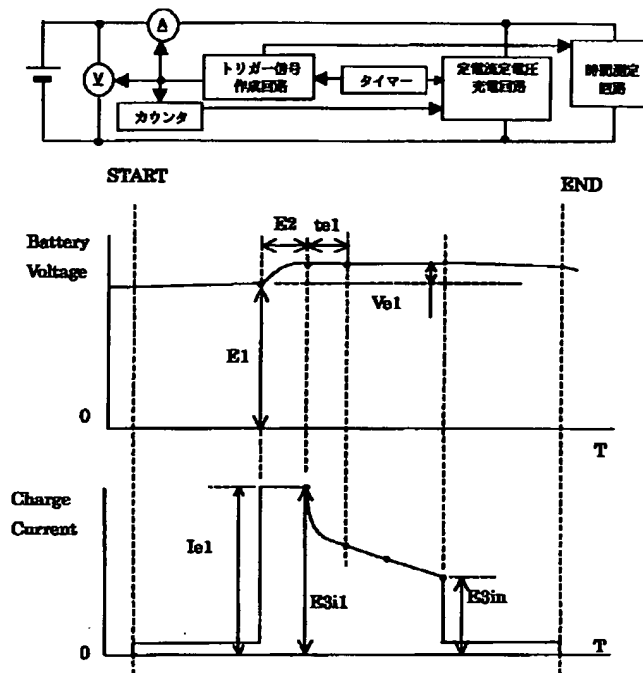 A
V
トリガー信号
作成回路
タイマー
定電流定電圧
充電回路
時間測定
回路
カウンタ
START
END
E2
te1
Battery
Voltage
Ve1
E1
0
T
Charge
Current
Ie1
E3i1
E3in
0
T